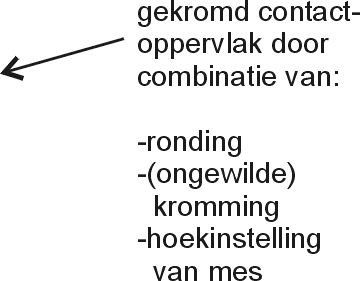 gekromd contact-
oppervlak door
combinatie van:
-ronding
-(ongewilde)
kromming
-hoekinstelling
van mes